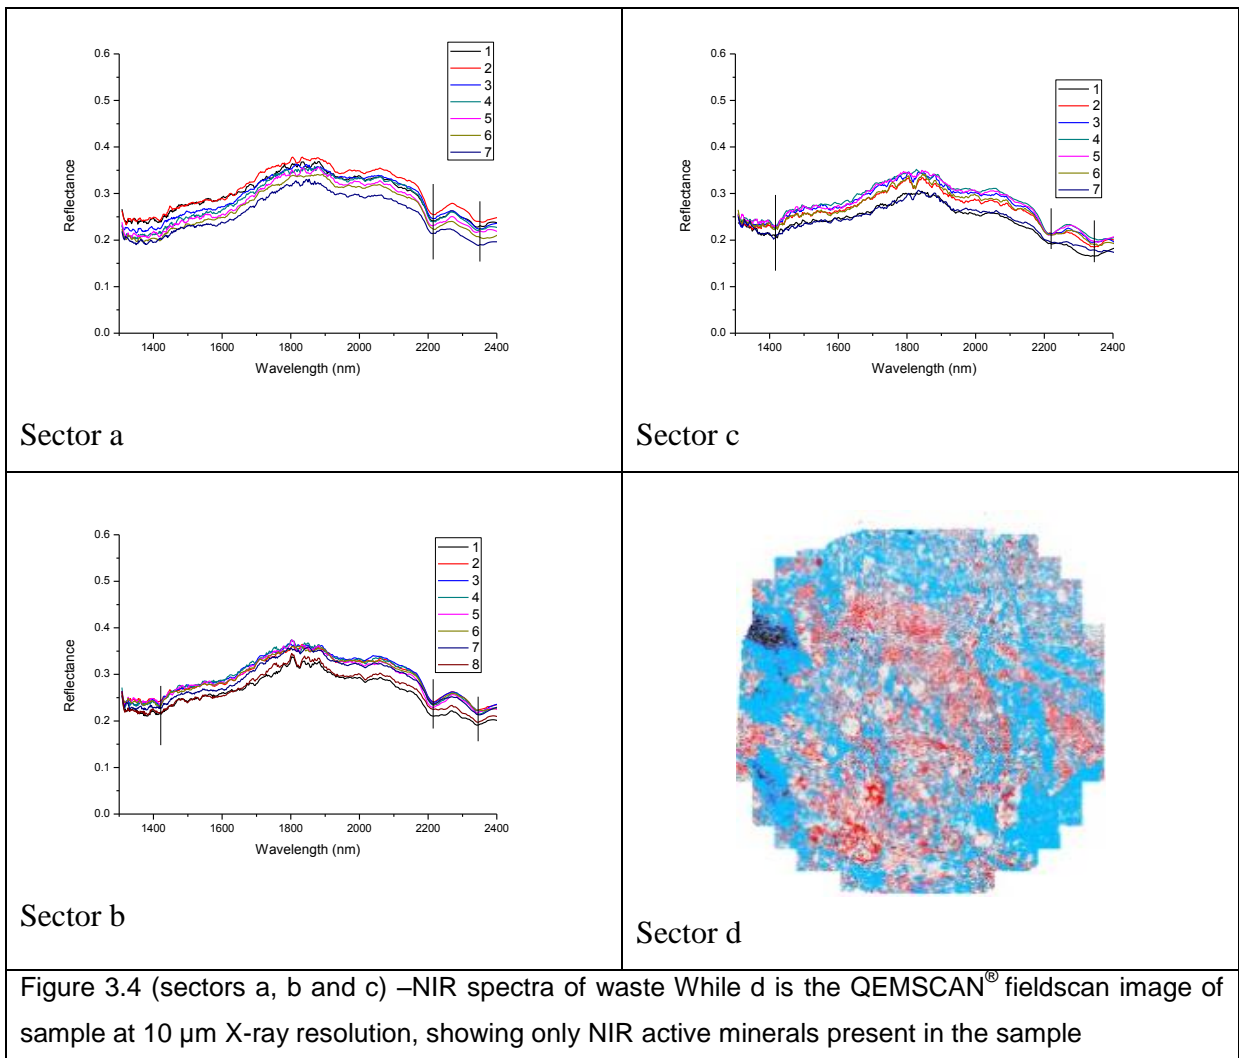 0.6
0.5
0.4
0.3
0.2
0.1
0.0
Reflectance
1400 1600 1800 2000 2200 2400
Wavelength (nm)
1
2
3
4
5
6
7
Sector a
0.6
0.5
0.4
0.3
0.2
0.1
0.0
Reflectance
1400 1600 1800 2000 2200 2400
Wavelength (nm)
1
2
3
4
5
6
7
Sector c
0.6
0.5
0.4
0.3
0.2
0.1
0.0
Reflectance
1400 1600 1800 2000 2200 2400
Wavelength (nm)
1
2
3
4
5
6
7
8
Sector b
Sector d
Figure 3.4 (sectors a, b and c) –NIR spectra of waste While d is the QEMSCAN® fieldscan image of
sample at 10 µm X-ray resolution, showing only NIR active minerals present in the sample